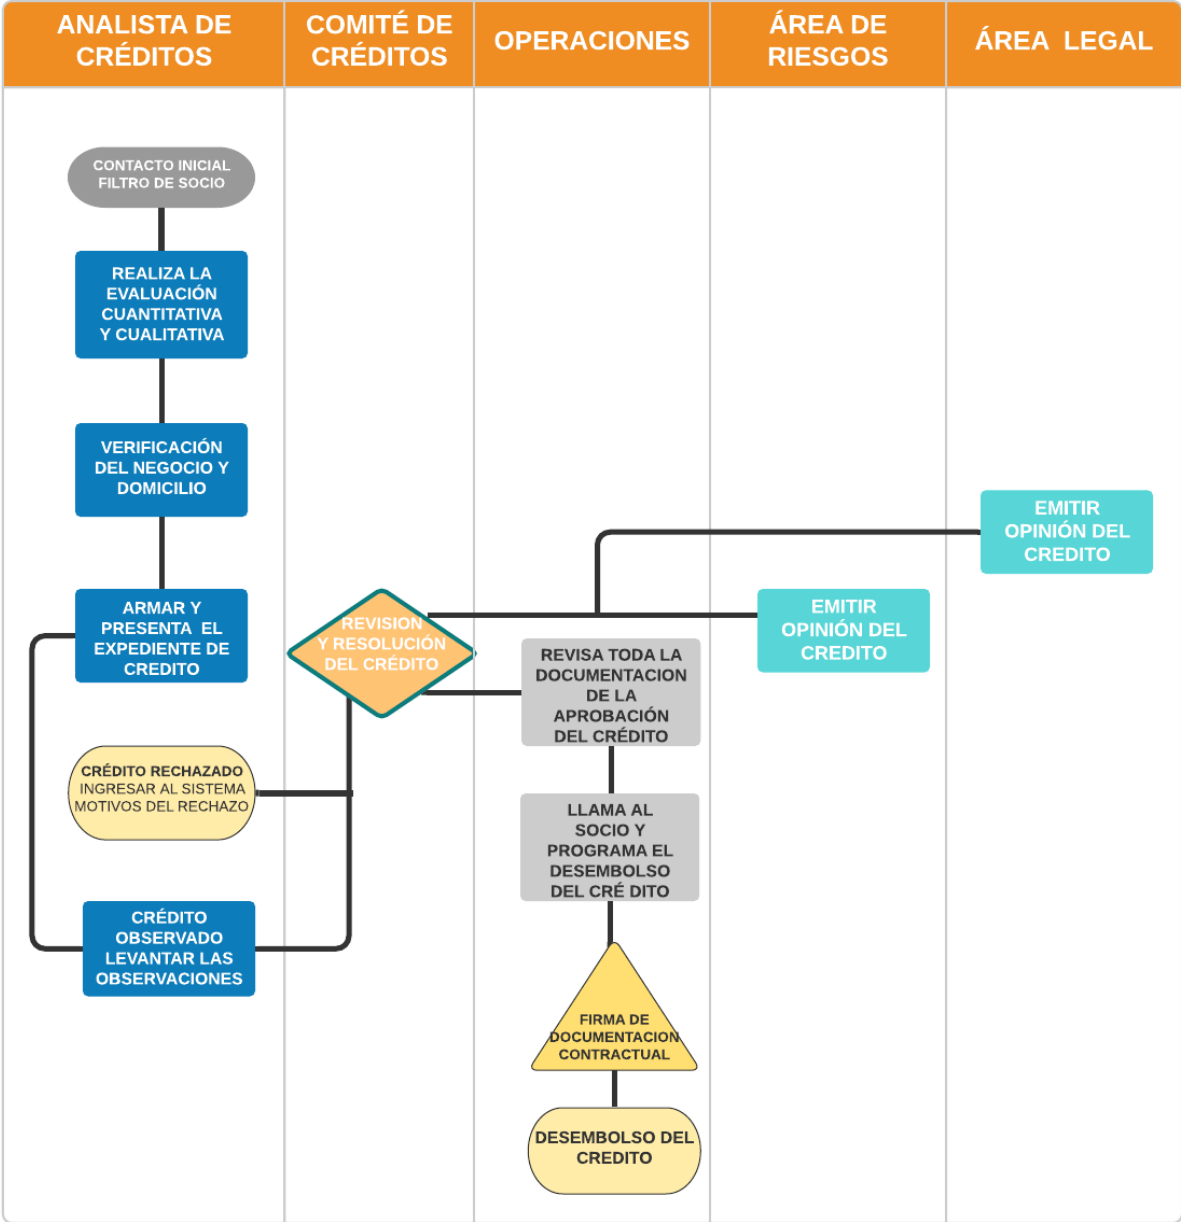 ANALISTA DE
CRÉDITOS
COMITÉ DE
CRÉDITOS
OPERACIONES
ÁREA DE
RIESGOS
ÁREA LEGAL
CONTACTO INICIAL
FILTRO DE SOCIO
REALIZA LA
EVALUACIÓN
CUANTITATIVA
Y CUALITATIVA
VERIFICACIÓN
DEL NEGOCIO Y
DOMICILIO
ARMAR Y
PRESENTA EL
EXPEDIENTE DE
CREDITO
CRÉDITO RECHAZADO
INGRESAR AL SISTEMA
MOTIVOS DEL RECHAZO
CRÉDITO
OBSERVADO
LEVANTAR LAS
OBSERVACIONES
REVISION
Y RESOLUCIÓN
DEL CRÉDITO
REVISA TODA LA
DOCUMENTACION
DE LA
APROBACIÓN
DEL CRÉDITO
LLAMA AL
SOCIO Y
PROGRAMA EL
DESEMBOLSO
DEL CRÉ DITO
FIRMA DE
DOCUMENTACION
CONTRACTUAL
DESEMBOLSO DEL
CREDITO
EMITIR
OPINIÓN DEL
CREDITO
EMITIR
OPINIÓN DEL
CREDITO